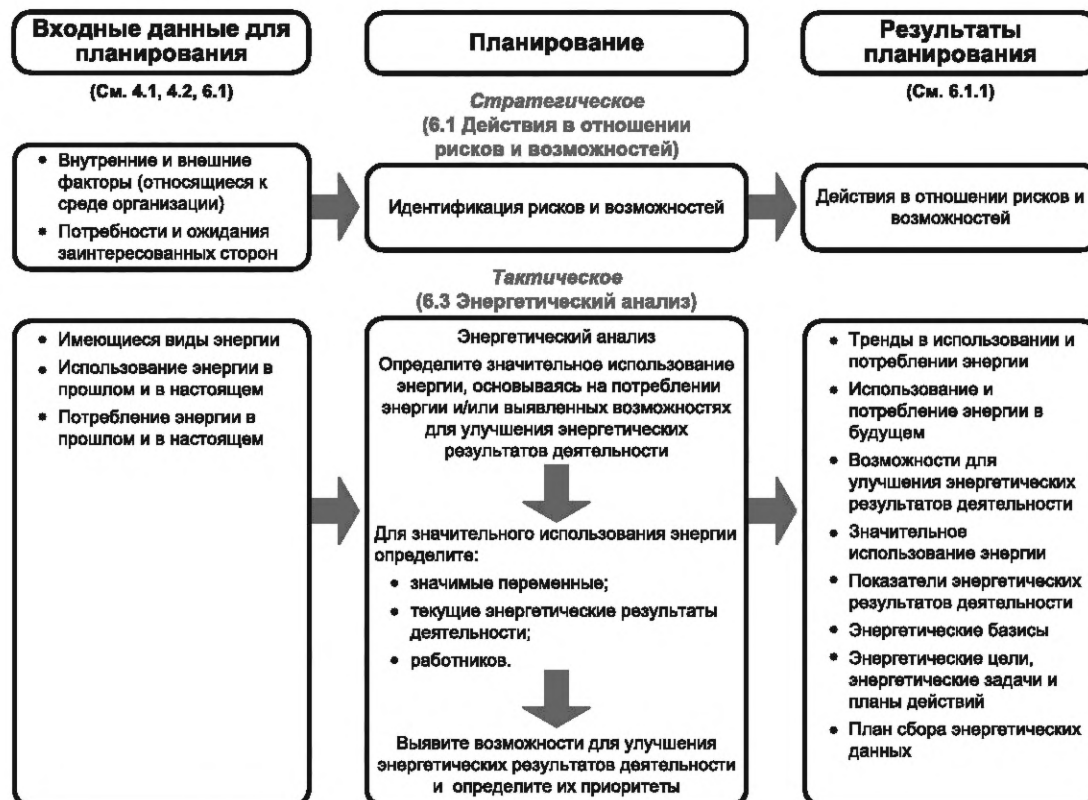 Входные данные для
планирования
(См. 4.1, 4.2, 6.1)
Планирование
Результаты
планирования
(См. 6.1.1)
Стратегическое
(6.1 Действия в отношении
рисков и возможностей)
• Внутренние и внешние
факторы (относящиеся к
среде организации)
• Потребности и ожидания
заинтересованных сторон
Идентификация рисков и возможностей
Действия в отношении рисков и
возможностей
Тактическое
(6.3 Энергетический анализ)
• Имеющиеся виды энергии
• Использование энергии в
прошлом и в настоящем
• Потребление энергии в
прошлом и в настоящем
Энергетический анализ
Определите значительное использование
энергии, основываясь на потреблении
энергии и/или выявленных возможностях
для улучшения энергетических
результатов деятельности
Для значительного использования энергии
определите:
• значимые переменные;
• текущие энергетические результаты
деятельности;
• работников.
Выявите возможности для улучшения
энергетических результатов деятельности
и определите их приоритеты
• Тренды в использовании и
потреблении энергии
• Использование и
потребление энергии в
будущем
• Возможности для
улучшения энергетических
результатов деятельности
• Значительное
использование энергии
• Показатели энергетических
результатов деятельности
• Энергетические базисы
• Энергетические цели,
энергетические задачи и
планы действий
• План сбора энергетических
данных